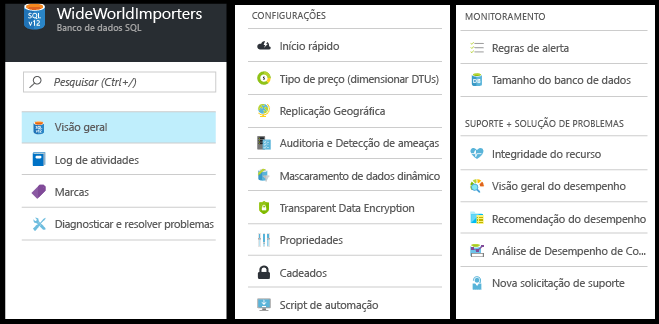 SQL
v12
WideWorldImporters
Banco de dados SQL
Pesquisar (Ctrl+/)
Visão geral
Log de atividades
Marcas
Diagnosticar e resolver problemas
CONFIGURAÇÕES
Início rápido
Tipo de preço (dimensionar DTUs)
Replicação Geográfica
Auditoria e Detecção de ameaças
Mascaramento de dados dinâmico
Transparent Data Encryption
Propriedades
Cadeados
Script de automação
MONITORAMENTO
Regras de alerta
DB
Tamanho do banco de dados
SUPORTE + SOLUÇÃO DE PROBLEMAS
Integridade do recurso
Visão geral do desempenho
Recomendação do desempenho
Análise de Desempenho de Co...
Nova solicitação de suporte